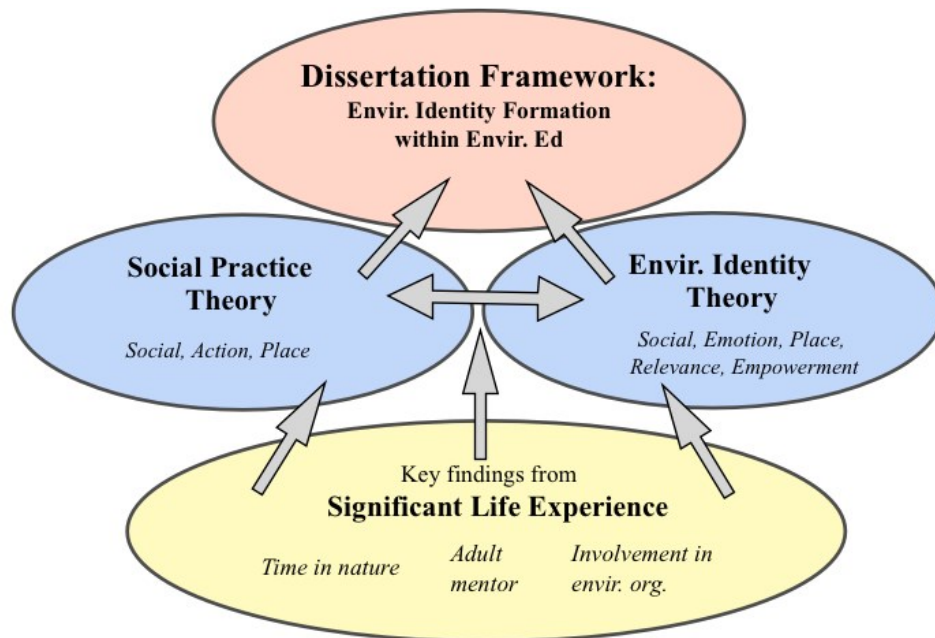 Dissertation Framework:
Envir. Identity Formation
within Envir. Ed
Social Practice
Theory
Social, Action, Place
Envir. Identity
Theory
Social, Emotion, Place,
Relevance, Empowerment
Key findings from
Significant Life Experience
Time in nature
Adult
mentor
Involvement in
envir. org.